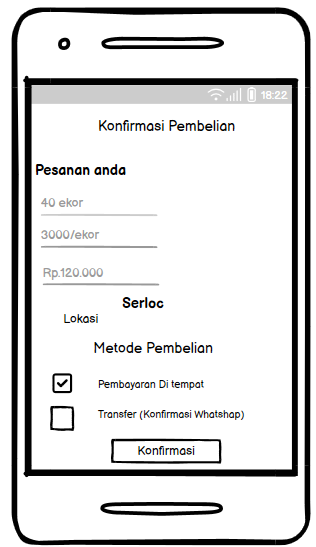 18:22
Konfirmasi Pembelian
Pesanan anda
40 ekor
3000/ekor
Rp.120.000
Serloc
Lokasi
Metode Pembelian
Pembayaran Di tempat
Transfer (Konfirmasi Whatshap)
Konfirmasi